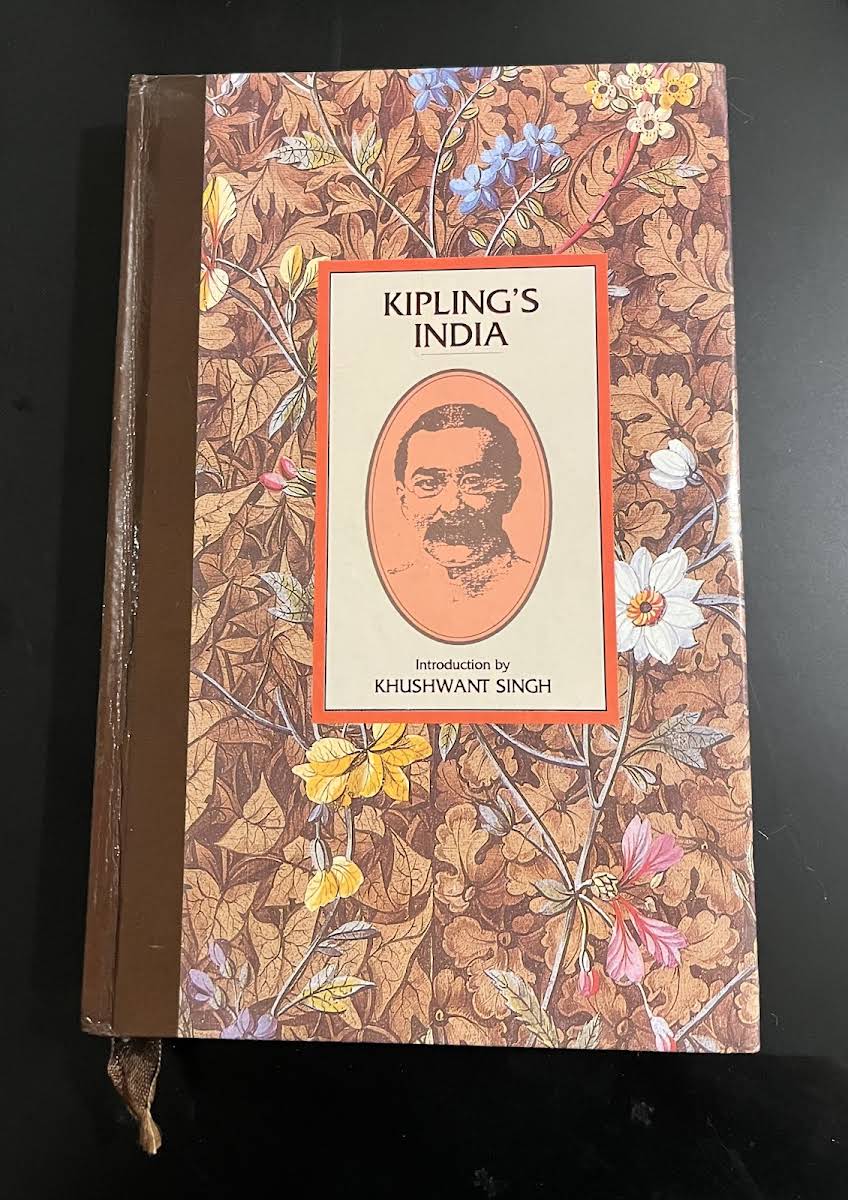 KIPLING'S
INDIA
Introduction by
KHUSHWANT SINGH